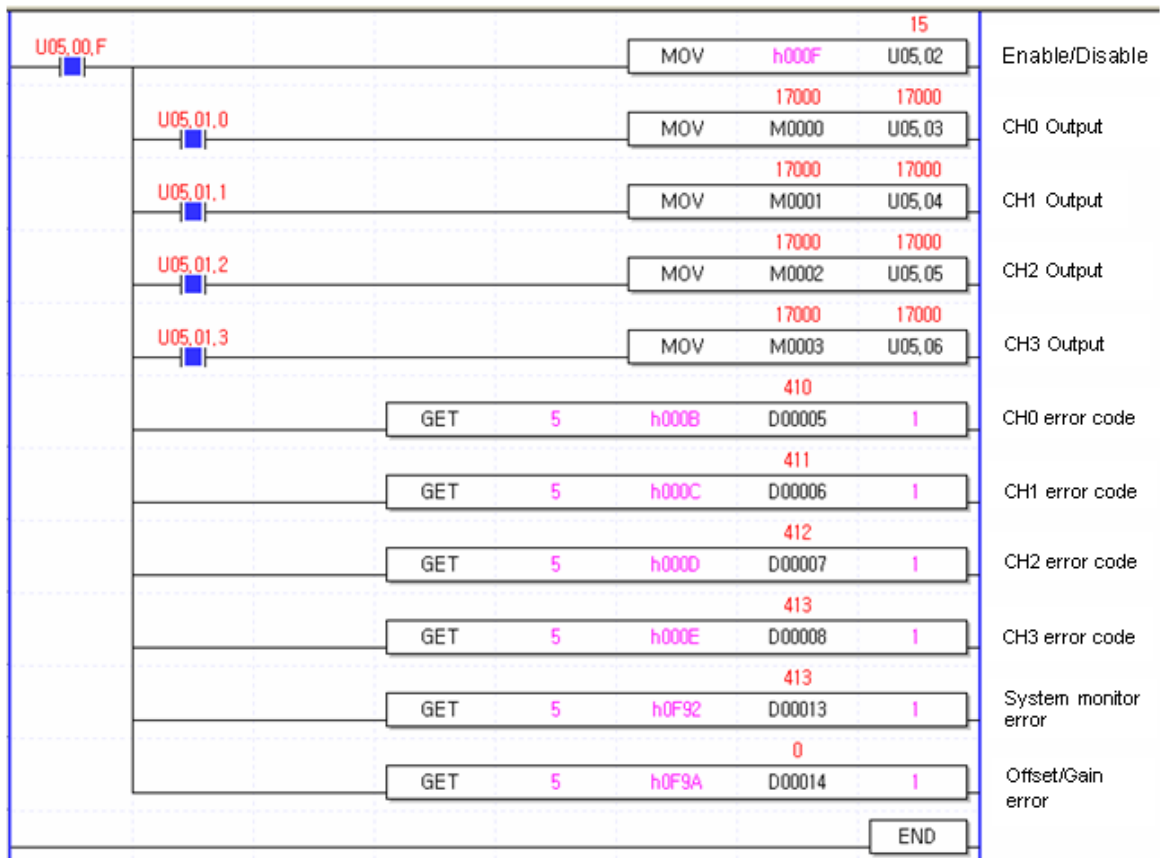 15
U05.00.F MOV h000F U05.02 Enable/Disable
17000 17000
U05.01.0 MOV M0000 U05.03 CH0 Output
17000 17000
U05.01.1 MOV M0001 U05.04 CH1 Output
17000 17000
U05.01.2 MOV M0002 U05.05 CH2 Output
17000 17000
U05.01.3 MOV M0003 U05.06 CH3 Output
410
GET 5 h000B D00005 1 CH0 error code
411
GET 5 h000C D00006 1 CH1 error code
412
GET 5 h000D D00007 1 CH2 error code
413
GET 5 h000E D00008 1 CH3 error code
413
GET 5 h0F92 D00013 1 System monitor
error
0
GET 5 h0F9A D00014 1 Offset/Gain
error
END